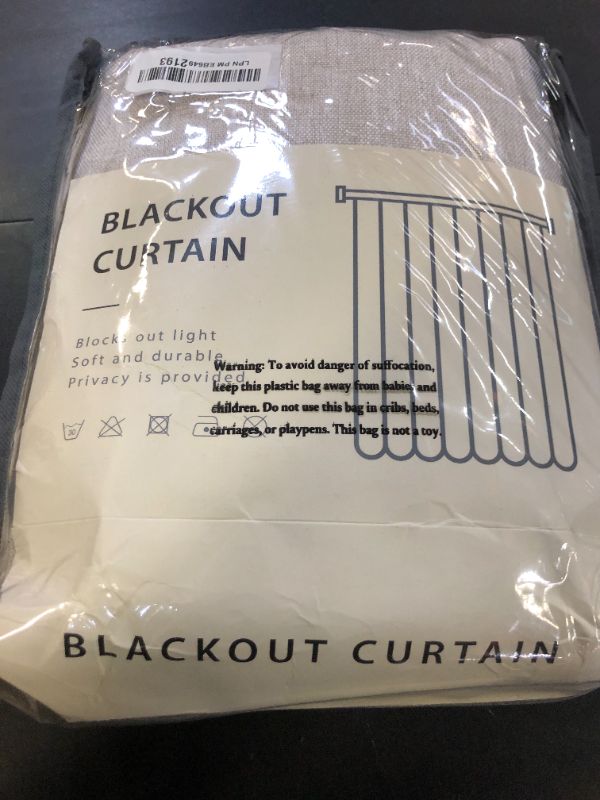 LPN PM EB6492193
BLACKOUT
CURTAIN
Blocks out light
Soft and durable
Privacy is provided
Warning: To avoid danger of suffocation,
keep this plastic bag away from babies and
children. Do not use this bag in cribs, beds,
carriages, or playpens. This bag is not a toy.
30
BLACKOUT CURTAIN